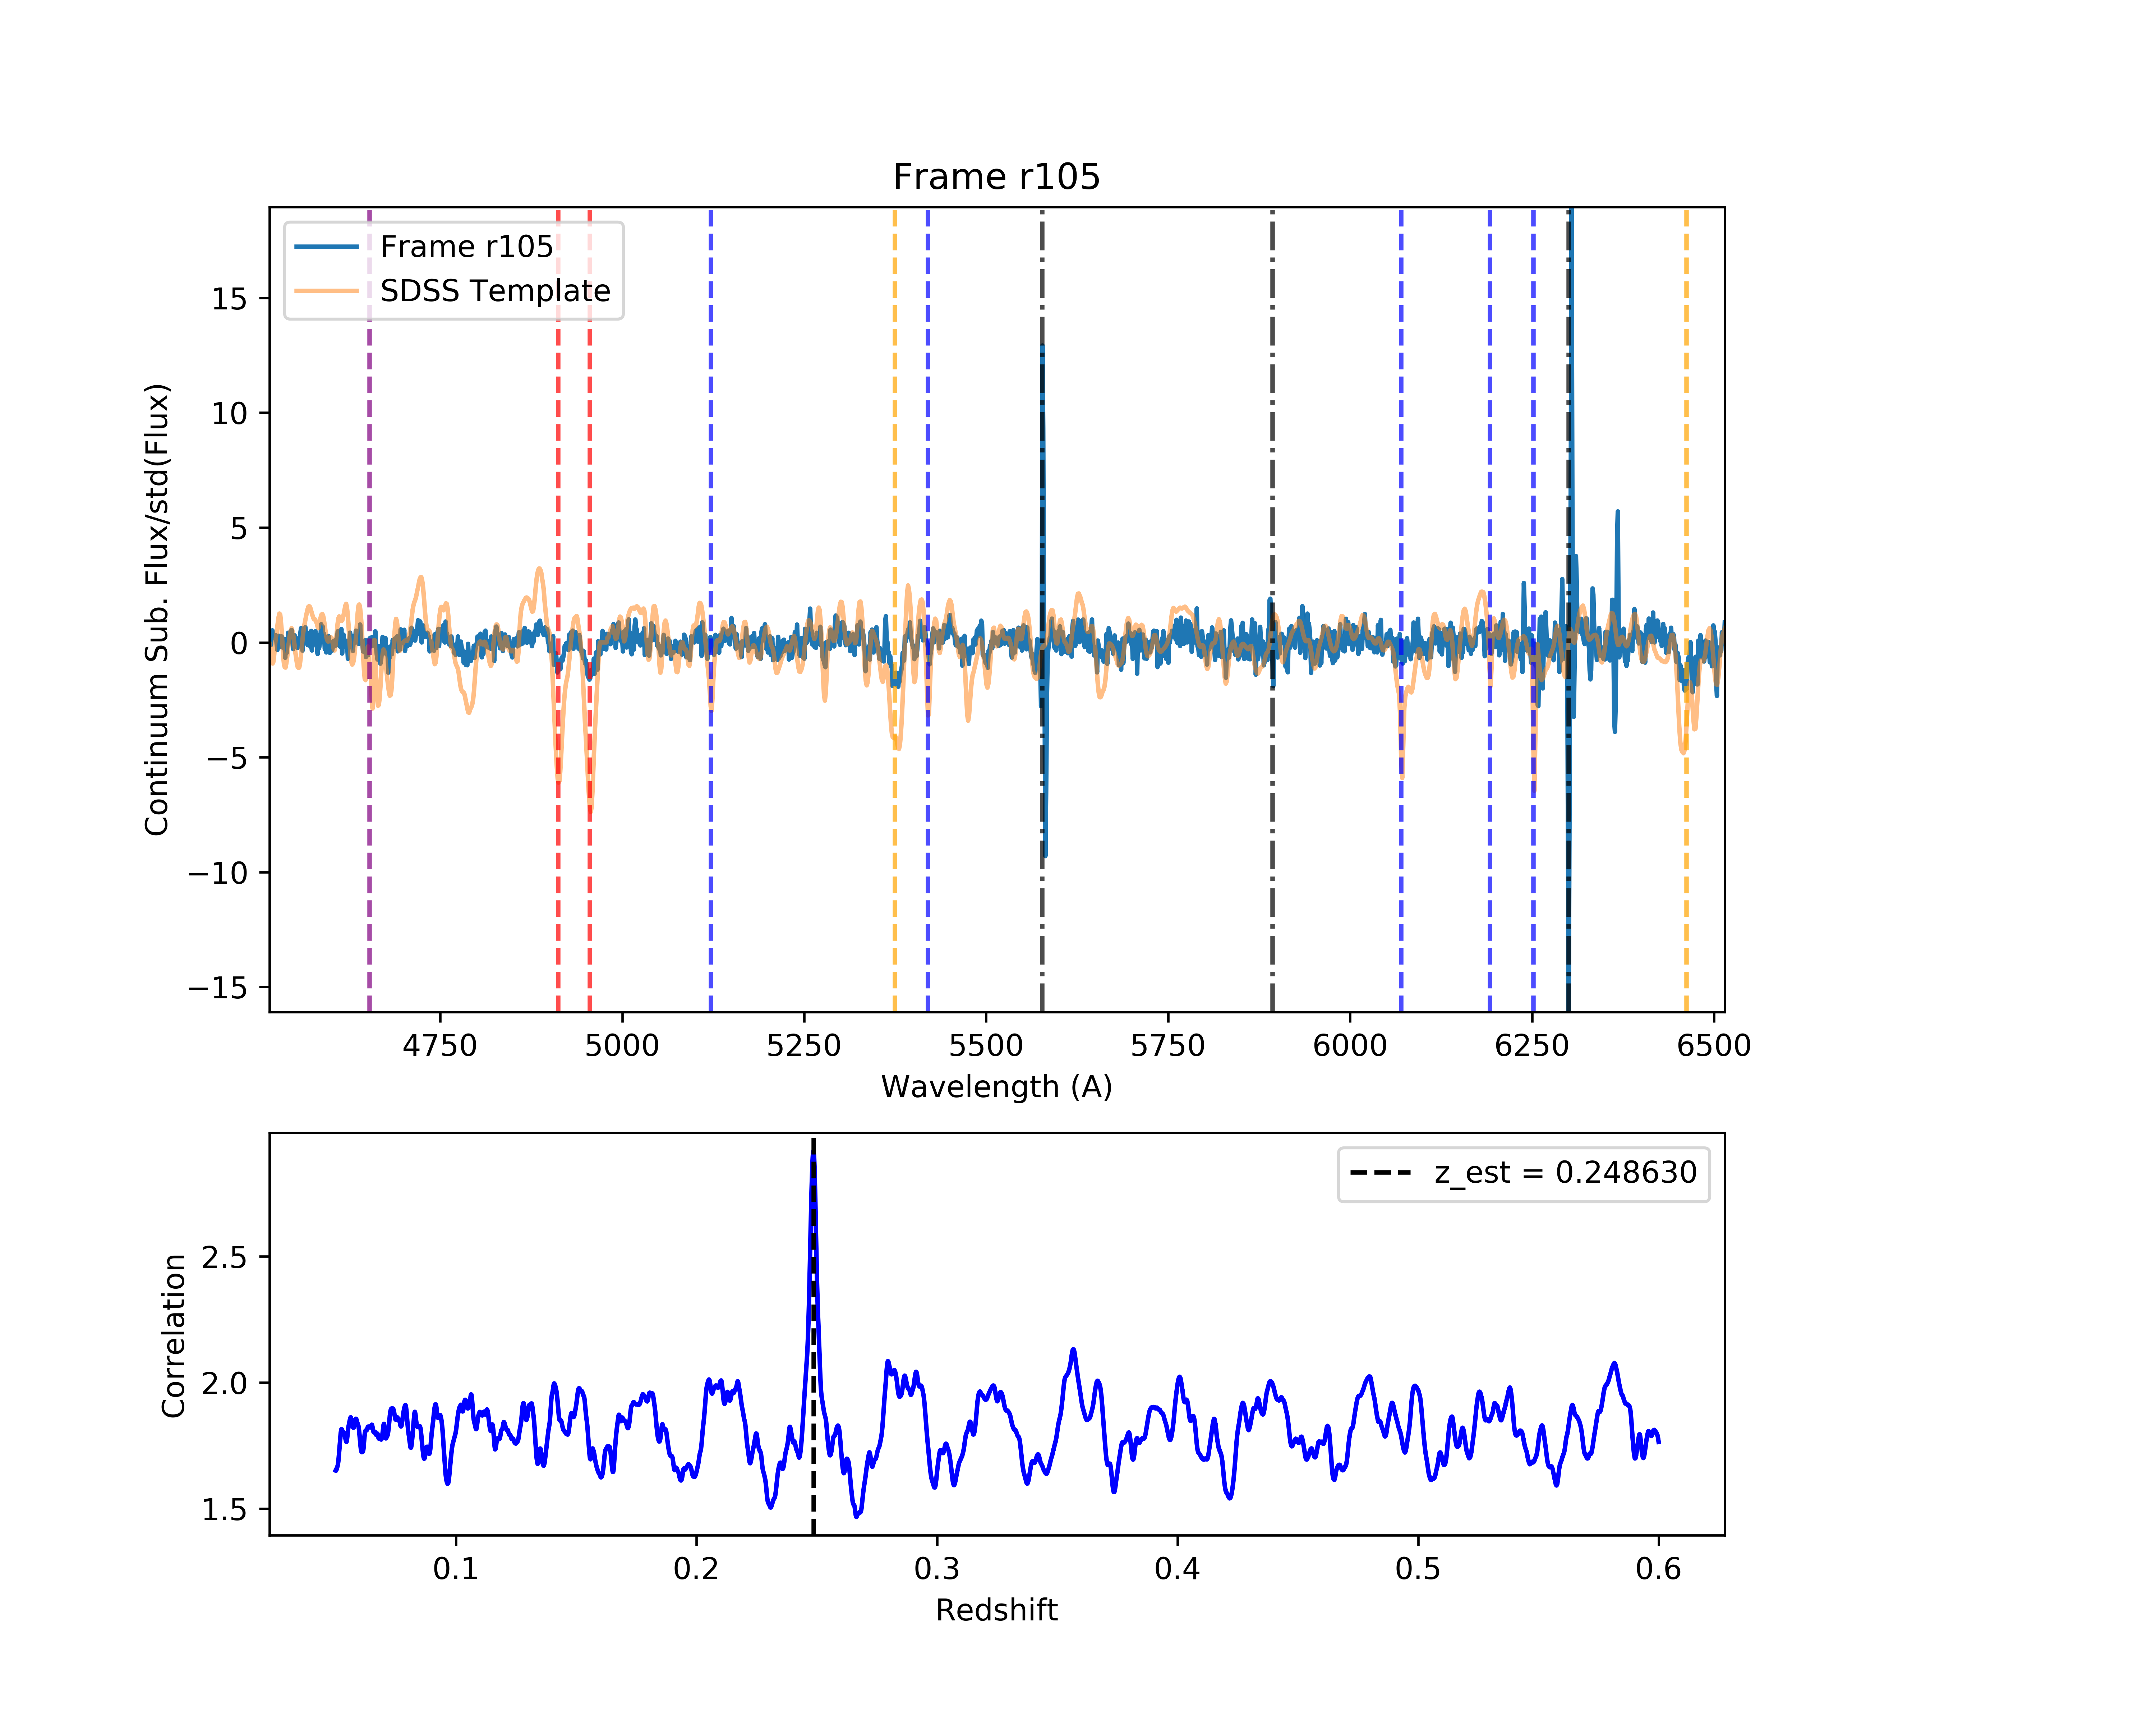 Frame r105
Frame r105
SDSS Template
Continuum Sub. Flux/std(Flux)
15
10
5
0
−5
−10
−15
4750 5000 5250 5500 5750 6000 6250 6500
Wavelength (A)
z_est = 0.248630
Correlation
2.5
2.0
1.5
0.1 0.2 0.3 0.4 0.5 0.6
Redshift